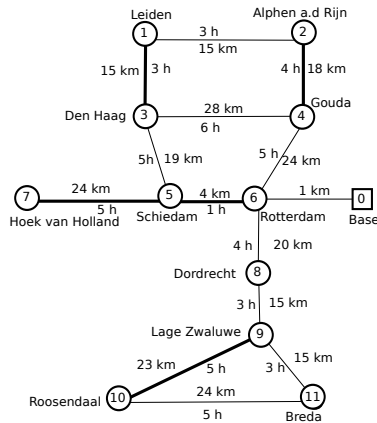 Leiden
Alphen a.d Rijn
1
3 h
2
15 km
15 km
3 h
4 h
18 km
Den Haag
3
28 km
Gouda
4
6 h
5h
19 km
5 h
24 km
7
24 km
5
4 km
6
1 km
0
Hoek van Holland
5 h
Schiedam
1 h
Rotterdam
Base
4 h
20 km
Dordrecht
8
3 h
15 km
Lage Zwaluwe
9
23 km
5 h
15 km
3 h
Roosendaal
10
24 km
11
5 h
Breda